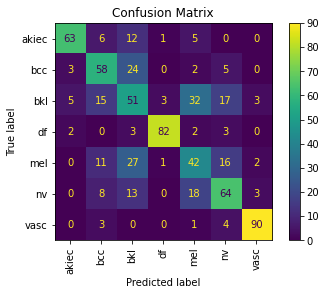 Confusion Matrix
akiec 63 6 12 1 5 0 0
bcc 3 58 24 0 2 5 0
bkl 5 15 51 3 32 17 3
df 2 0 3 82 2 3 0
mel 0 11 27 1 42 16 2
nv 0 8 13 0 18 64 3
vasc 0 3 0 0 1 4 90
akiec bcc bkl df mel nv vasc
Predicted label
True label
90
80
70
60
50
40
30
20
10
0